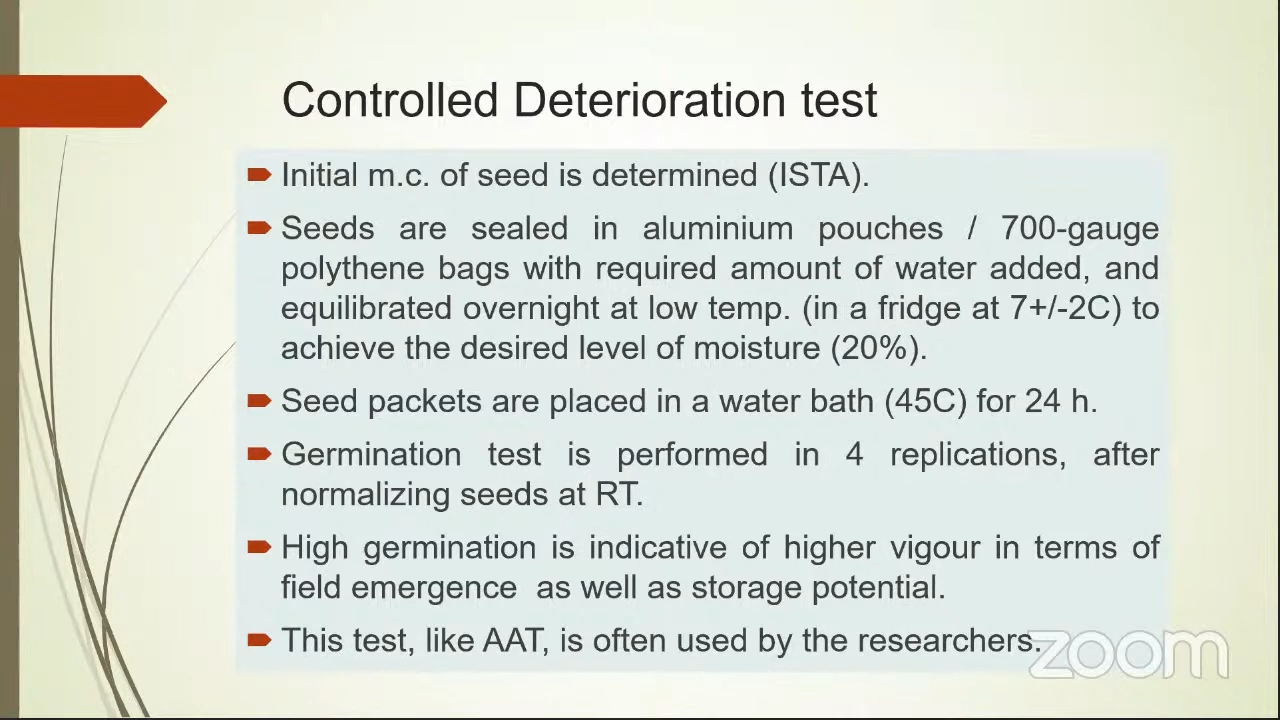 Controlled Deterioration test
Initial m.c. of seed is determined (ISTA).
Seeds are sealed in aluminium pouches / 700-gauge
polythene bags with required amount of water added, and
equilibrated overnight at low temp. (in a fridge at 7+/-2C) to
achieve the desired level of moisture (20%).
Seed packets are placed in a water bath (45C) for 24 h.
Germination test is performed in 4 replications, after
normalizing seeds at RT.
High germination is indicative of higher vigour in terms of
field emergence as well as storage potential.
This test, like AAT, is often used by the researchers.
zoom